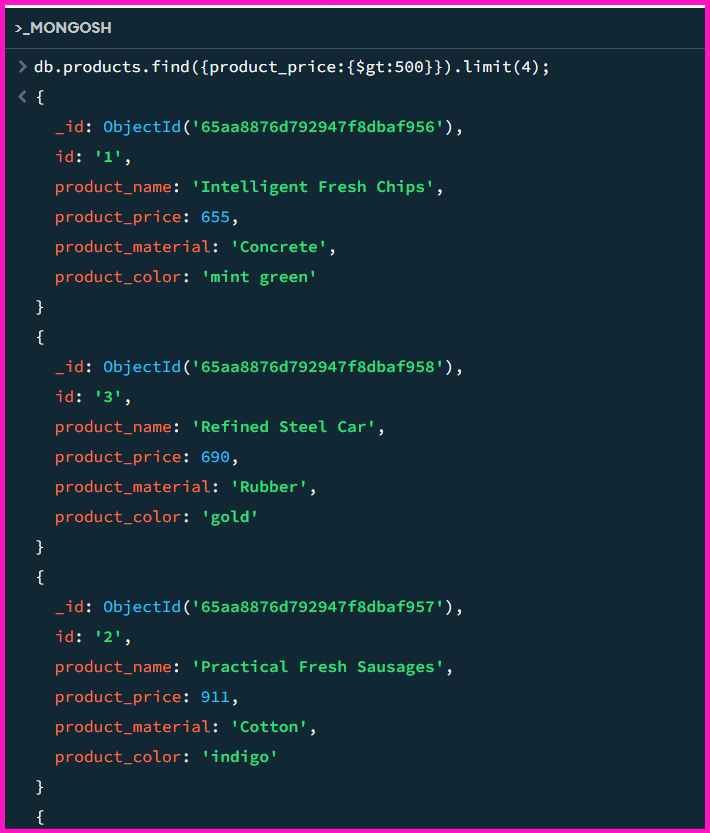 >_MONGOSH
> db.products.find({product_price:{$gt:500}}).limit(4);
< {
_id: ObjectId('65aa8876d792947f8dbaf956'),
id: '1',
product_name: 'Intelligent Fresh Chips',
product_price: 655,
product_material: 'Concrete',
product_color: 'mint green'
}
{
_id: ObjectId('65aa8876d792947f8dbaf958'),
id: '3',
product_name: 'Refined Steel Car',
product_price: 690,
product_material: 'Rubber',
product_color: 'gold'
}
{
_id: ObjectId('65aa8876d792947f8dbaf957'),
id: '2',
product_name: 'Practical Fresh Sausages',
product_price: 911,
product_material: 'Cotton',
product_color: 'indigo'
}
{